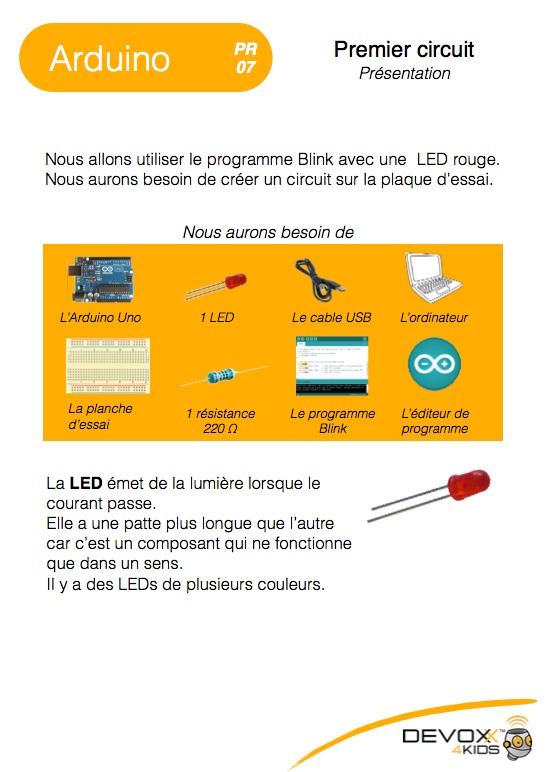 Arduino
PR
07
Premier circuit
Présentation
Nous allons utiliser le programme Blink avec une LED rouge.
Nous aurons besoin de créer un circuit sur la plaque d'essai.
Nous aurons besoin de
L'Arduino Uno
1 LED
Le cable USB
L'ordinateur
La planche
d'essai
1 résistance
220 Ω
Le programme
Blink
L'éditeur de
programme
La LED émet de la lumière lorsque le
courant passe.
Elle a une patte plus longue que l'autre
car c'est un composant qui ne fonctionne
que dans un sens.
Il y a des LEDs de plusieurs couleurs.
DEVOXX™
4KIDS